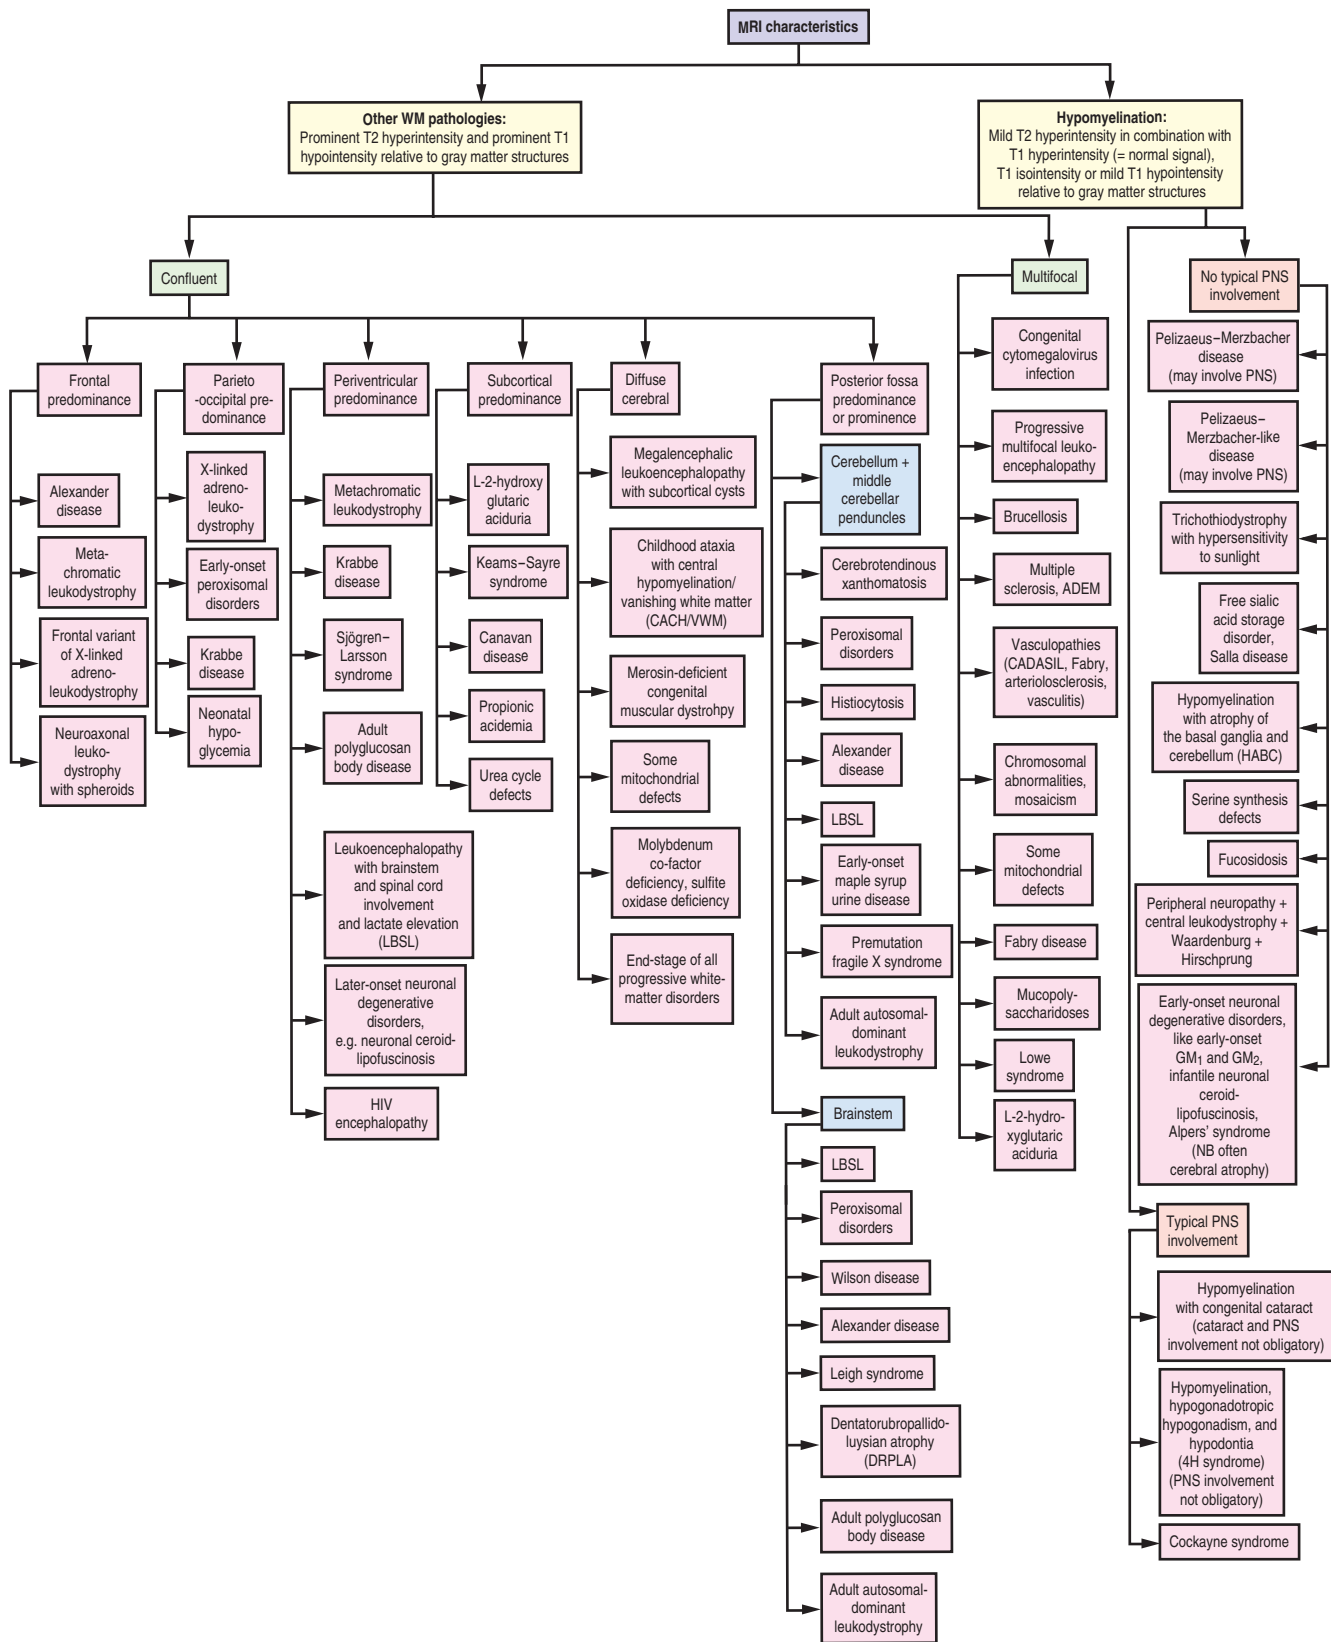 MRI characteristics
Other WM pathologies:
Prominent T2 hyperintensity and prominent T1
hypointensity relative to gray matter structures
Hypomyelination:
Mild T2 hyperintensity in combination with
T1 hyperintensity (= normal signal),
T1 isointensity or mild T1 hypointensity
relative to gray matter structures
Confluent
Frontal
predominance
Alexander
disease
Meta-
chromatic
leukodystrophy
Frontal variant
of X-linked
adreno-
leukodystrophy
Neuroaxonal
leuko-
dystrophy
with spheroids
Parieto
-occipital pre-
dominance
X-linked
adreno-
leuko-
dystrophy
Early-onset
peroxisomal
disorders
Krabbe
disease
Neonatal
hypo-
glycemia
Periventricular
predominance
Metachromatic
leukodystrophy
Krabbe
disease
Sjögren–
Larsson
syndrome
Adult
polyglucosan
body disease
Leukoencephalopathy
with brainstem
and spinal cord
involvement
and lactate elevation
(LBSL)
Later-onset neuronal
degenerative
disorders,
e.g. neuronal ceroid-
lipofuscinosis
HIV
encephalopathy
Subcortical
predominance
L-2-hydroxy
glutaric
aciduria
Keams–Sayre
syndrome
Canavan
disease
Propionic
acidemia
Urea cycle
defects
Diffuse
cerebral
Megalencephalic
leukoencephalopathy
with subcortical cysts
Childhood ataxia
with central
hypomyelination/
vanishing white matter
(CACH/VWM)
Merosin-deficient
congenital
muscular dystrohpy
Some
mitochondrial
defects
Molybdenum
co-factor
deficiency, sulfite
oxidase deficiency
End-stage of all
progressive white-
matter disorders
Posterior fossa
predominance
or prominence
Cerebellum +
middle
cerebellar
penduncles
Cerebrotendinous
xanthomatosis
Peroxisomal
disorders
Histiocytosis
Alexander
disease
LBSL
Early-onset
maple syrup
urine disease
Premutation
fragile X syndrome
Adult autosomal-
dominant
leukodystrophy
Brainstem
LBSL
Peroxisomal
disorders
Wilson disease
Alexander disease
Leigh syndrome
Dentatorubropallido-
luysian atrophy
(DRPLA)
Adult polyglucosan
body disease
Adult autosomal-
dominant
leukodystrophy
Multifocal
Congenital
cytomegalovirus
infection
Progressive
multifocal leuko-
encephalopathy
Brucellosis
Multiple
sclerosis, ADEM
Vasculopathies
(CADASIL, Fabry,
arteriolosclerosis,
vasculitis)
Chromosomal
abnormalities,
mosaicism
Some
mitochondrial
defects
Fabry disease
Mucopoly-
saccharidoses
Lowe
syndrome
L-2-hydro-
xyglutaric
aciduria
No typical PNS
involvement
Pelizaeus–Merzbacher
disease
(may involve PNS)
Pelizaeus–
Merzbacher-like
disease
(may involve PNS)
Trichothiodystrophy
with hypersensitivity
to sunlight
Free sialic
acid storage
disorder,
Salla disease
Hypomyelination
with atrophy of
the basal ganglia and
cerebellum (HABC)
Serine synthesis
defects
Fucosidosis
Peripheral neuropathy +
central leukodystrophy +
Waardenburg +
Hirschprung
Early-onset neuronal
degenerative disorders,
like early-onset
GM1 and GM2,
infantile neuronal
ceroid-
lipofuscinosis,
Alpers' syndrome
(NB often
cerebral atrophy)
Typical PNS
involvement
Hypomyelination
with congenital cataract
(cataract and PNS
involvement not obligatory)
Hypomyelination,
hypogonadotropic
hypogonadism, and
hypodontia
(4H syndrome)
(PNS involvement
not obligatory)
Cockayne syndrome